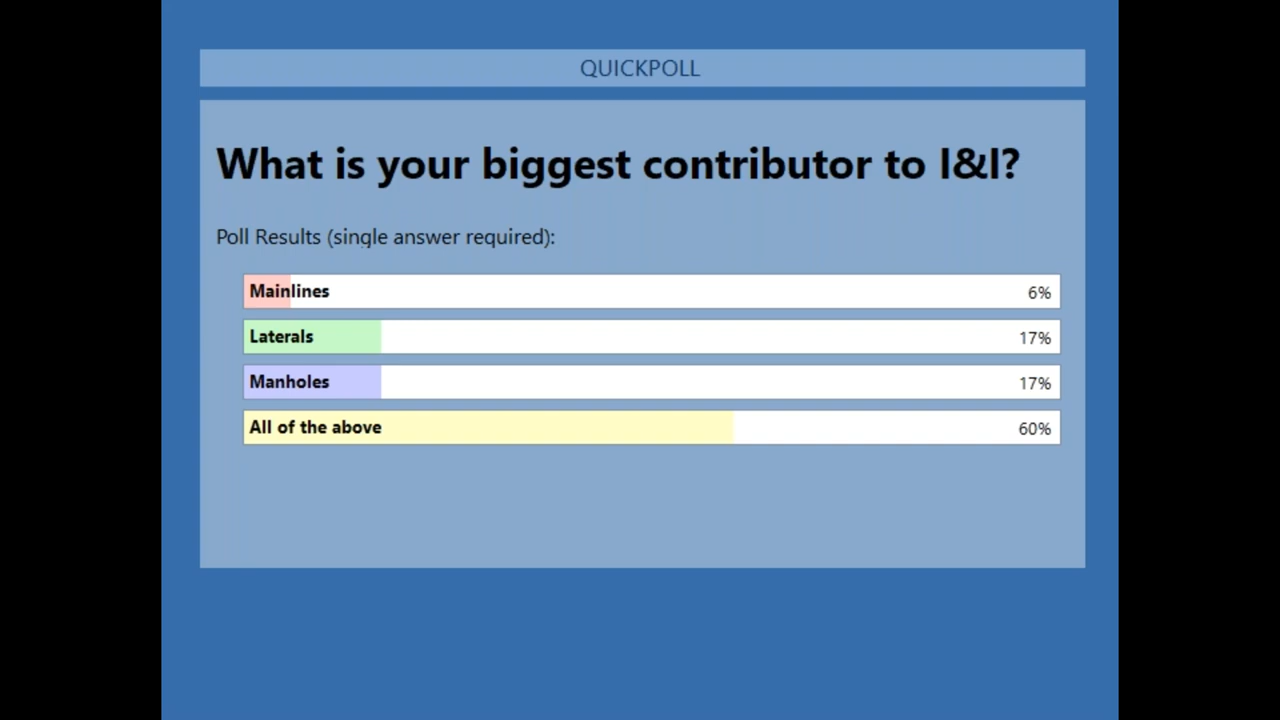 QUICKPOLL
What is your biggest contributor to I&I?
Poll Results (single answer required):
Mainlines 6%
Laterals 17%
Manholes 17%
All of the above 60%